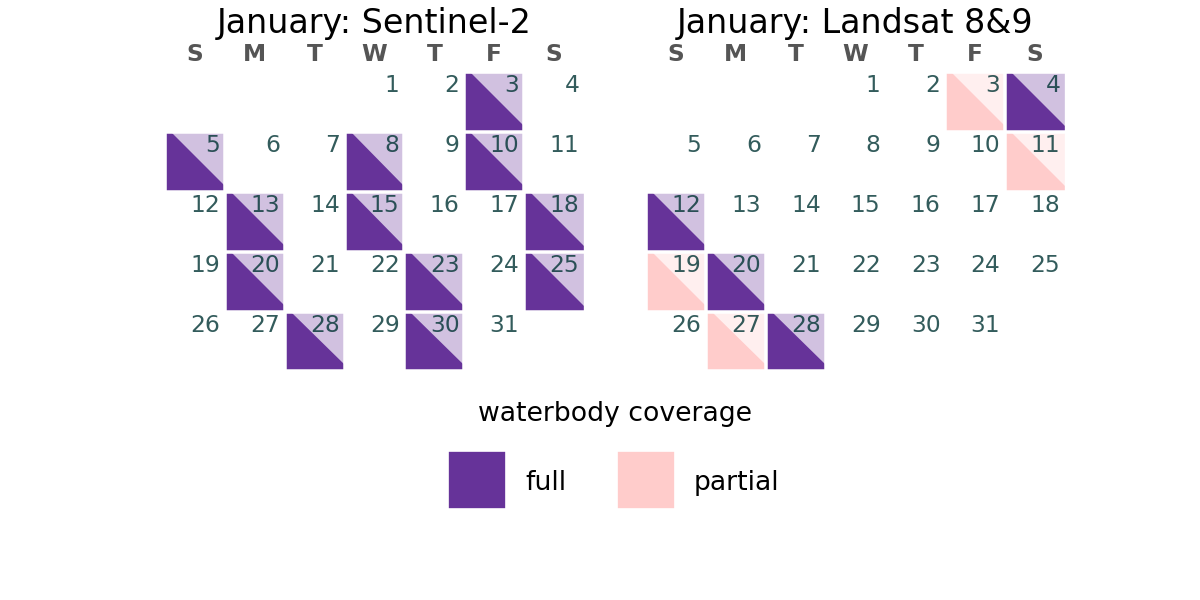 January: Sentinel-2
S M T W T F S
1 2 3 4
5 6 7 8 9 10 11
12 13 14 15 16 17 18
19 20 21 22 23 24 25
26 27 28 29 30 31
January: Landsat 8&9
S M T W T F S
1 2 3 4
5 6 7 8 9 10 11
12 13 14 15 16 17 18
19 20 21 22 23 24 25
26 27 28 29 30 31
waterbody coverage
full partial